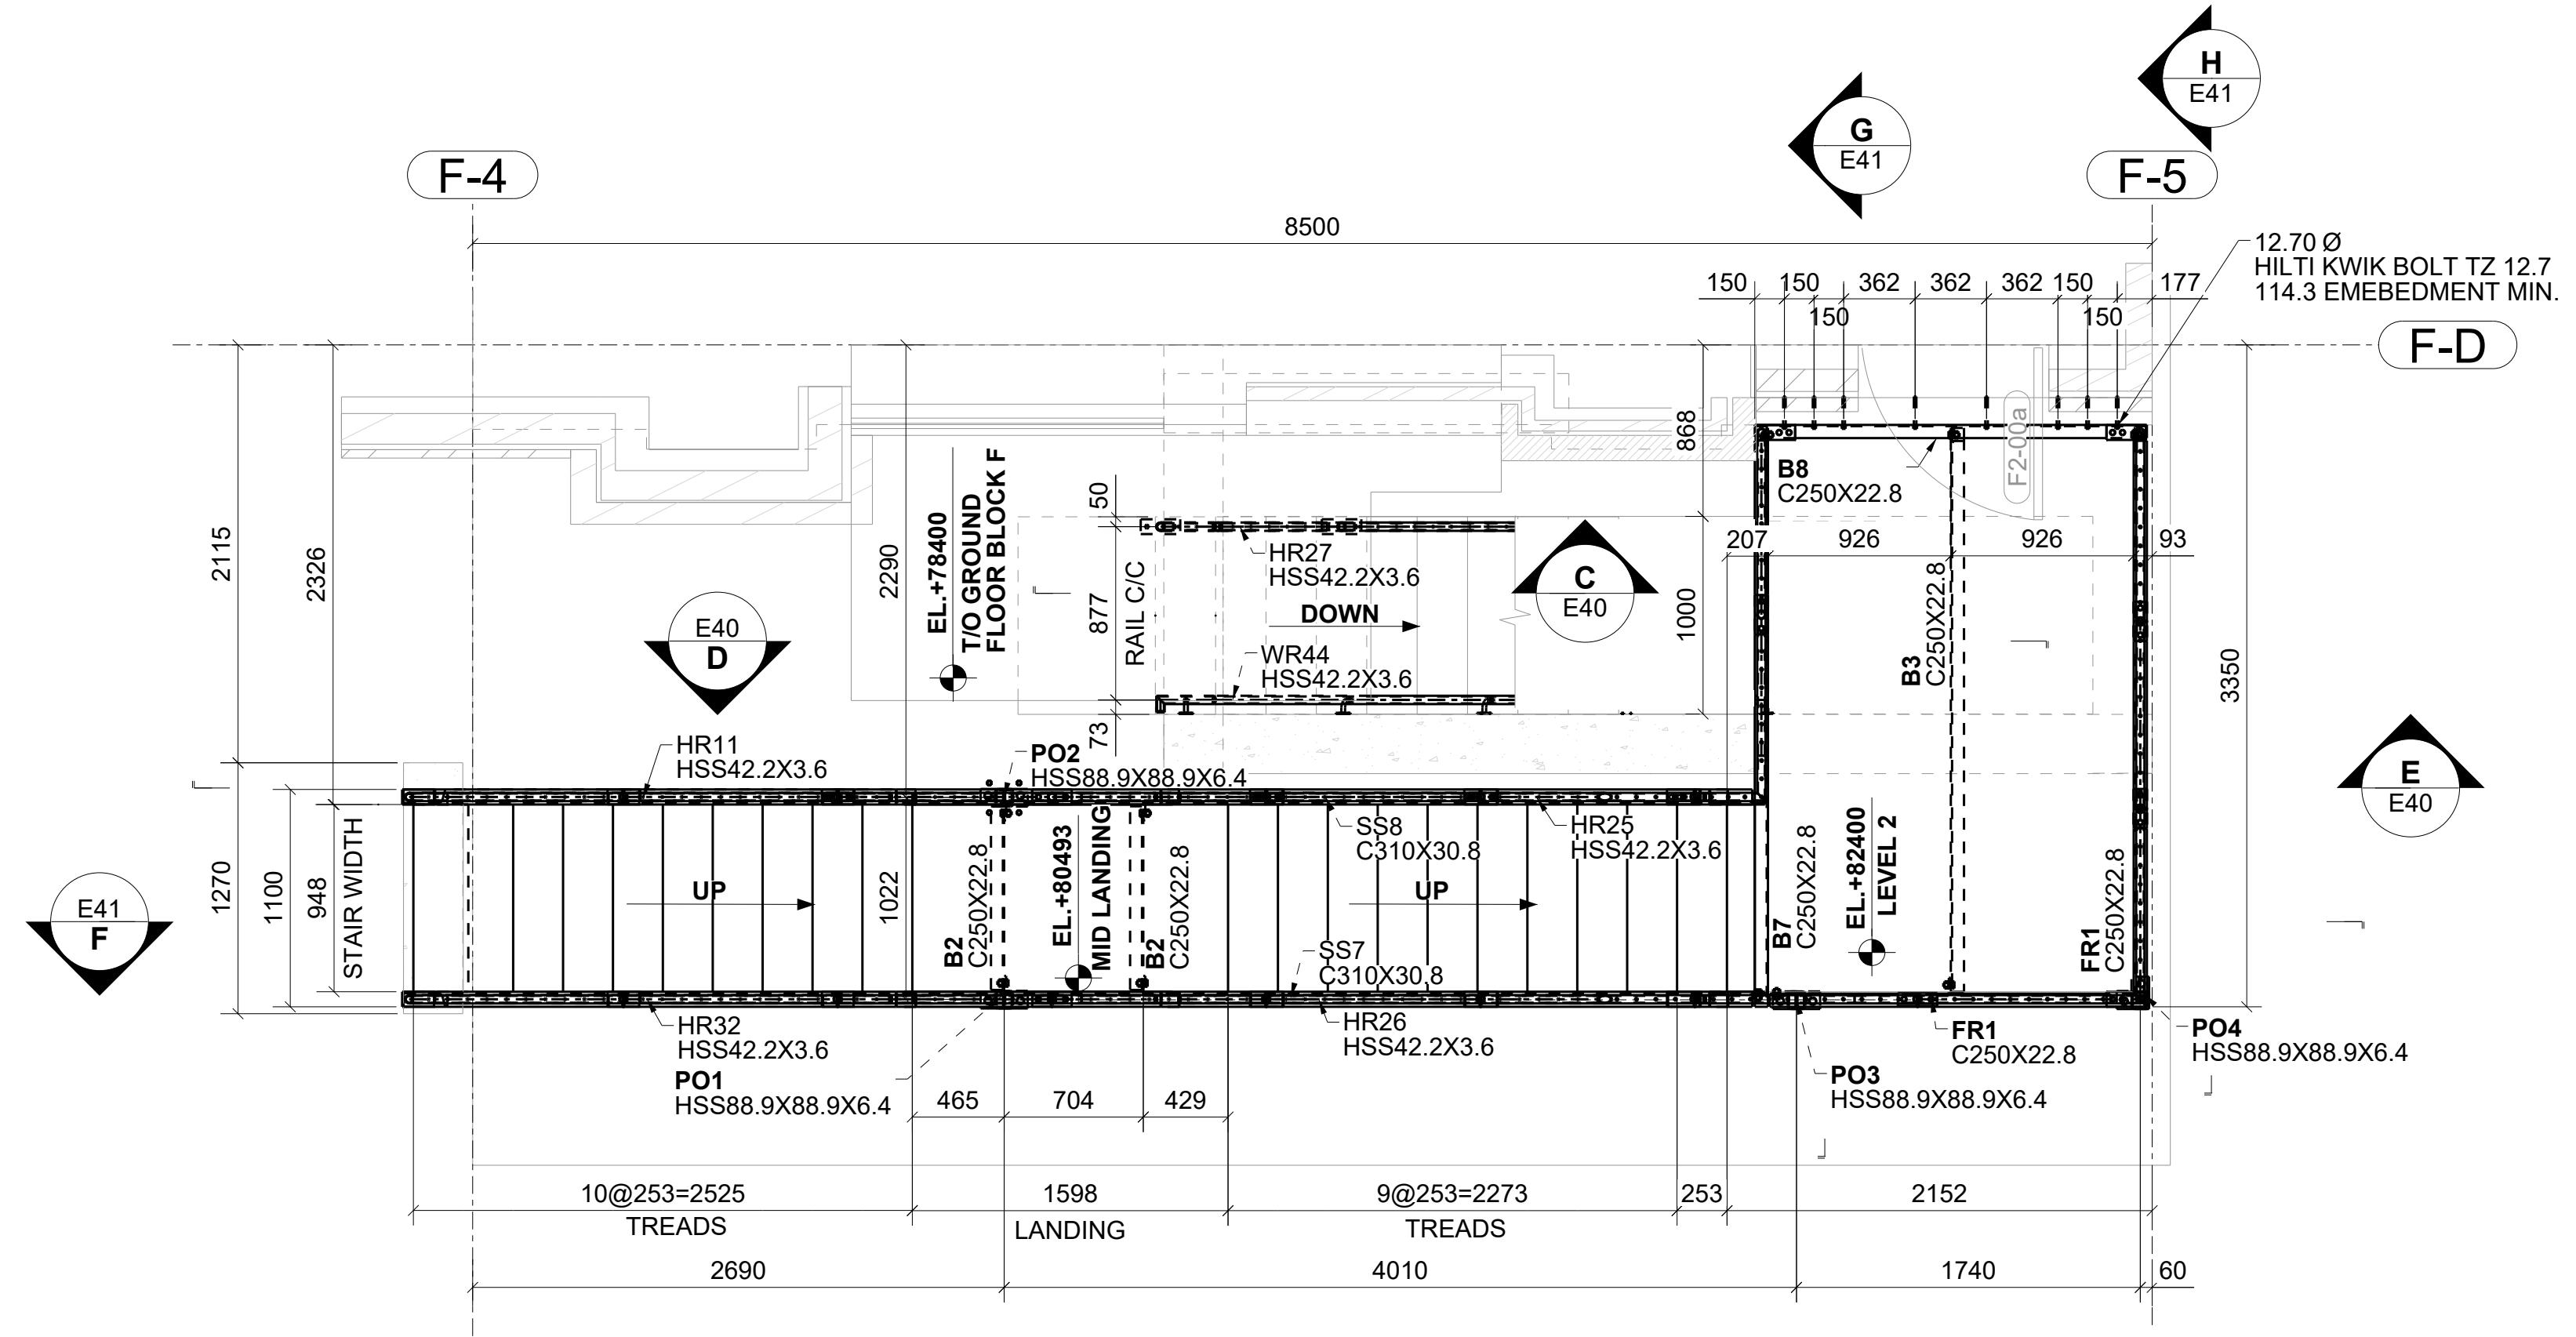 H
E41
G
E41
F-4
F-5
8500
12.70 Ø
HILTI KWIK BOLT TZ 12.7
114.3 EMEBEDMENT MIN.
150
150
362
362
362
150
177
150
150
F-D
2115
2326
2290
EL.+78400
T/O GROUND
FLOOR BLOCK F
50
877
RAIL C/C
73
HR27
HSS42.2X3.6
DOWN
WR44
HSS42.2X3.6
C
E40
868
1000
B8
C250X22.8
F2-00a
207
926
926
93
B3
C250X22.8
3350
E40
D
HR11
HSS42.2X3.6
PO2
HSS88.9X88.9X6.4
E
E40
1270
1100
948
STAIR WIDTH
UP
1022
B2
C250X22.8
EL.+80493
MID LANDING
B2
C250X22.8
SS8
C310X30.8
HR25
HSS42.2X3.6
UP
SS7
C310X30.8
B7
C250X22.8
EL.+82400
LEVEL 2
FR1
C250X22.8
E41
F
HR32
HSS42.2X3.6
HR26
HSS42.2X3.6
PO1
HSS88.9X88.9X6.4
FR1
C250X22.8
PO3
HSS88.9X88.9X6.4
PO4
HSS88.9X88.9X6.4
465
704
429
10@253=2525
TREADS
1598
LANDING
9@253=2273
TREADS
253
2152
2690
4010
1740
60